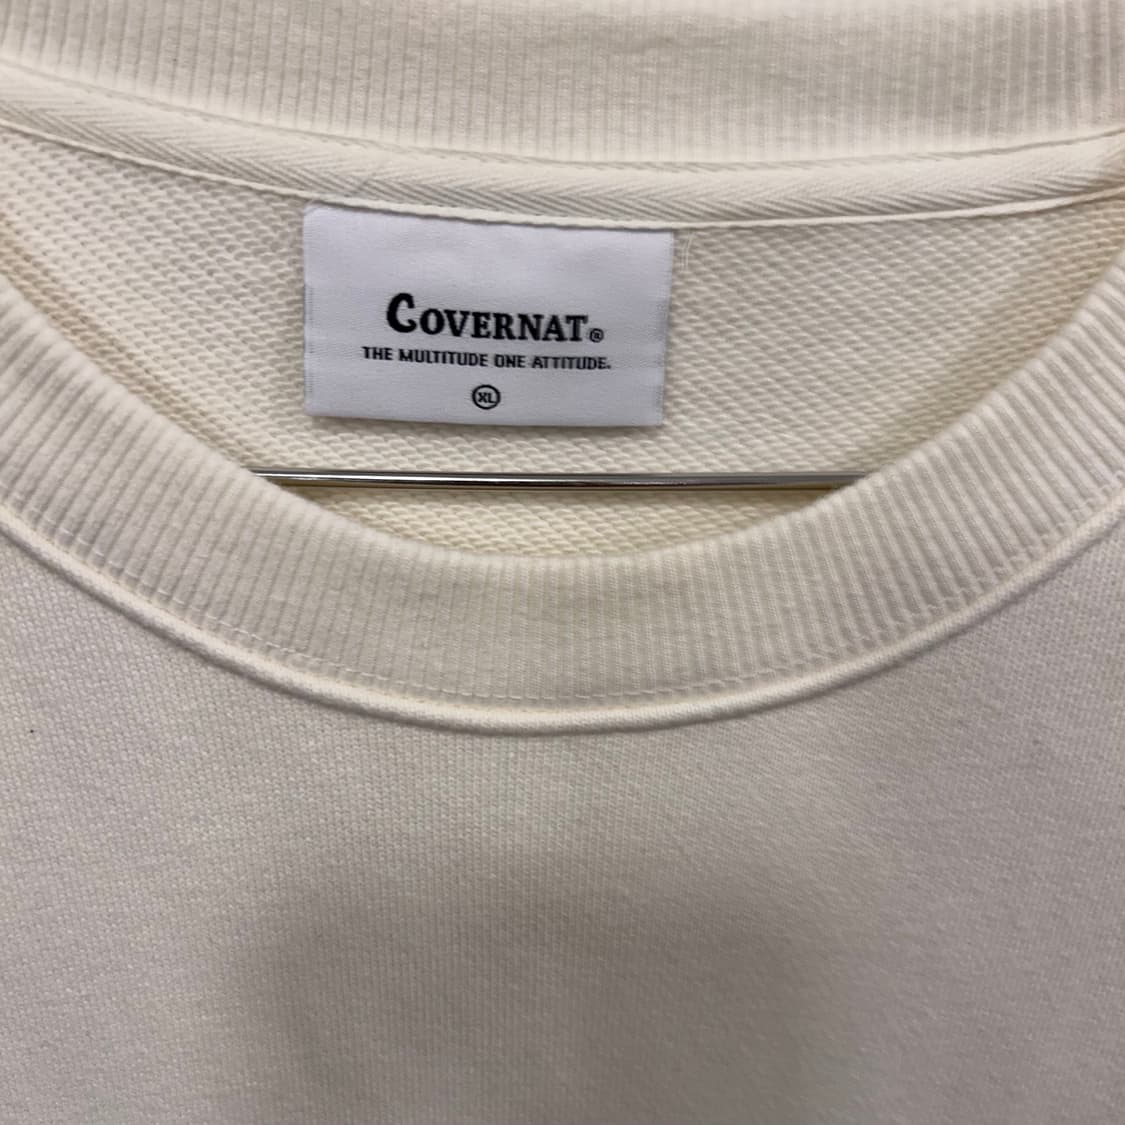 COVERNAT®
THE MULTITUDE ONE ATTITUDE.
XL